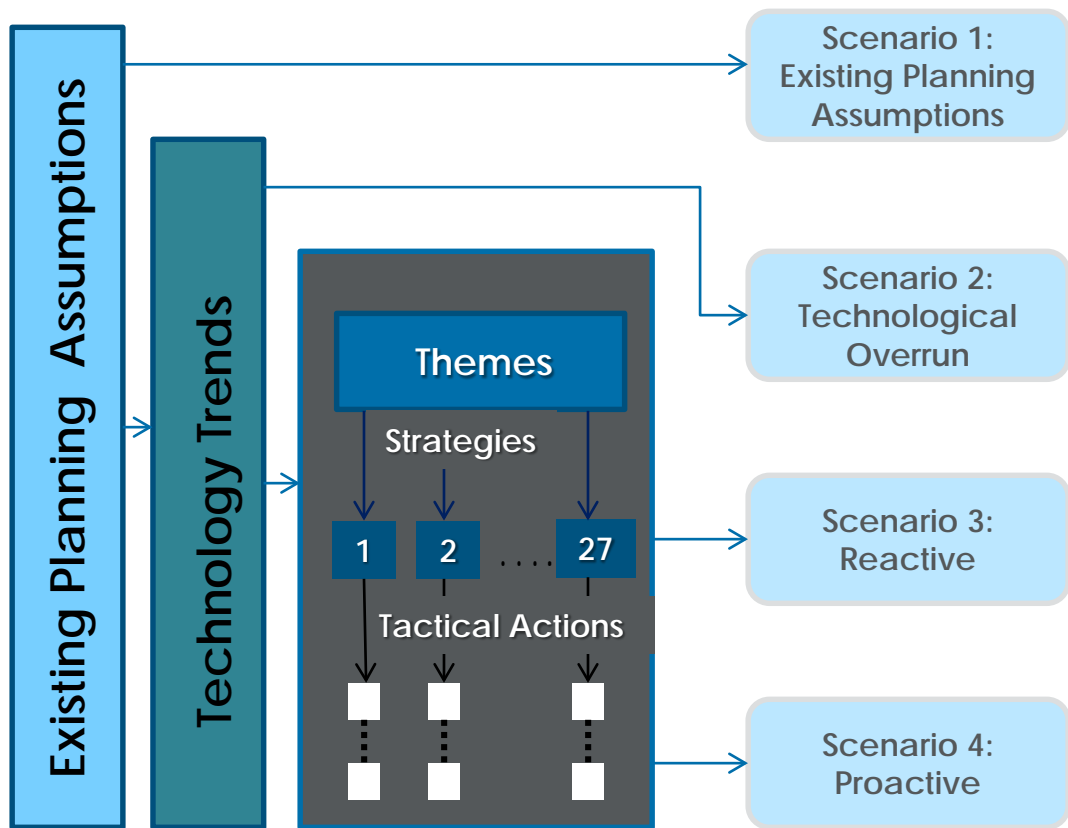 Existing Planning Assumptions
Technology Trends
Themes
Strategies
1
2
....
27
Tactical Actions
Scenario 1:
Existing Planning
Assumptions
Scenario 2:
Technological
Overrun
Scenario 3:
Reactive
Scenario 4:
Proactive